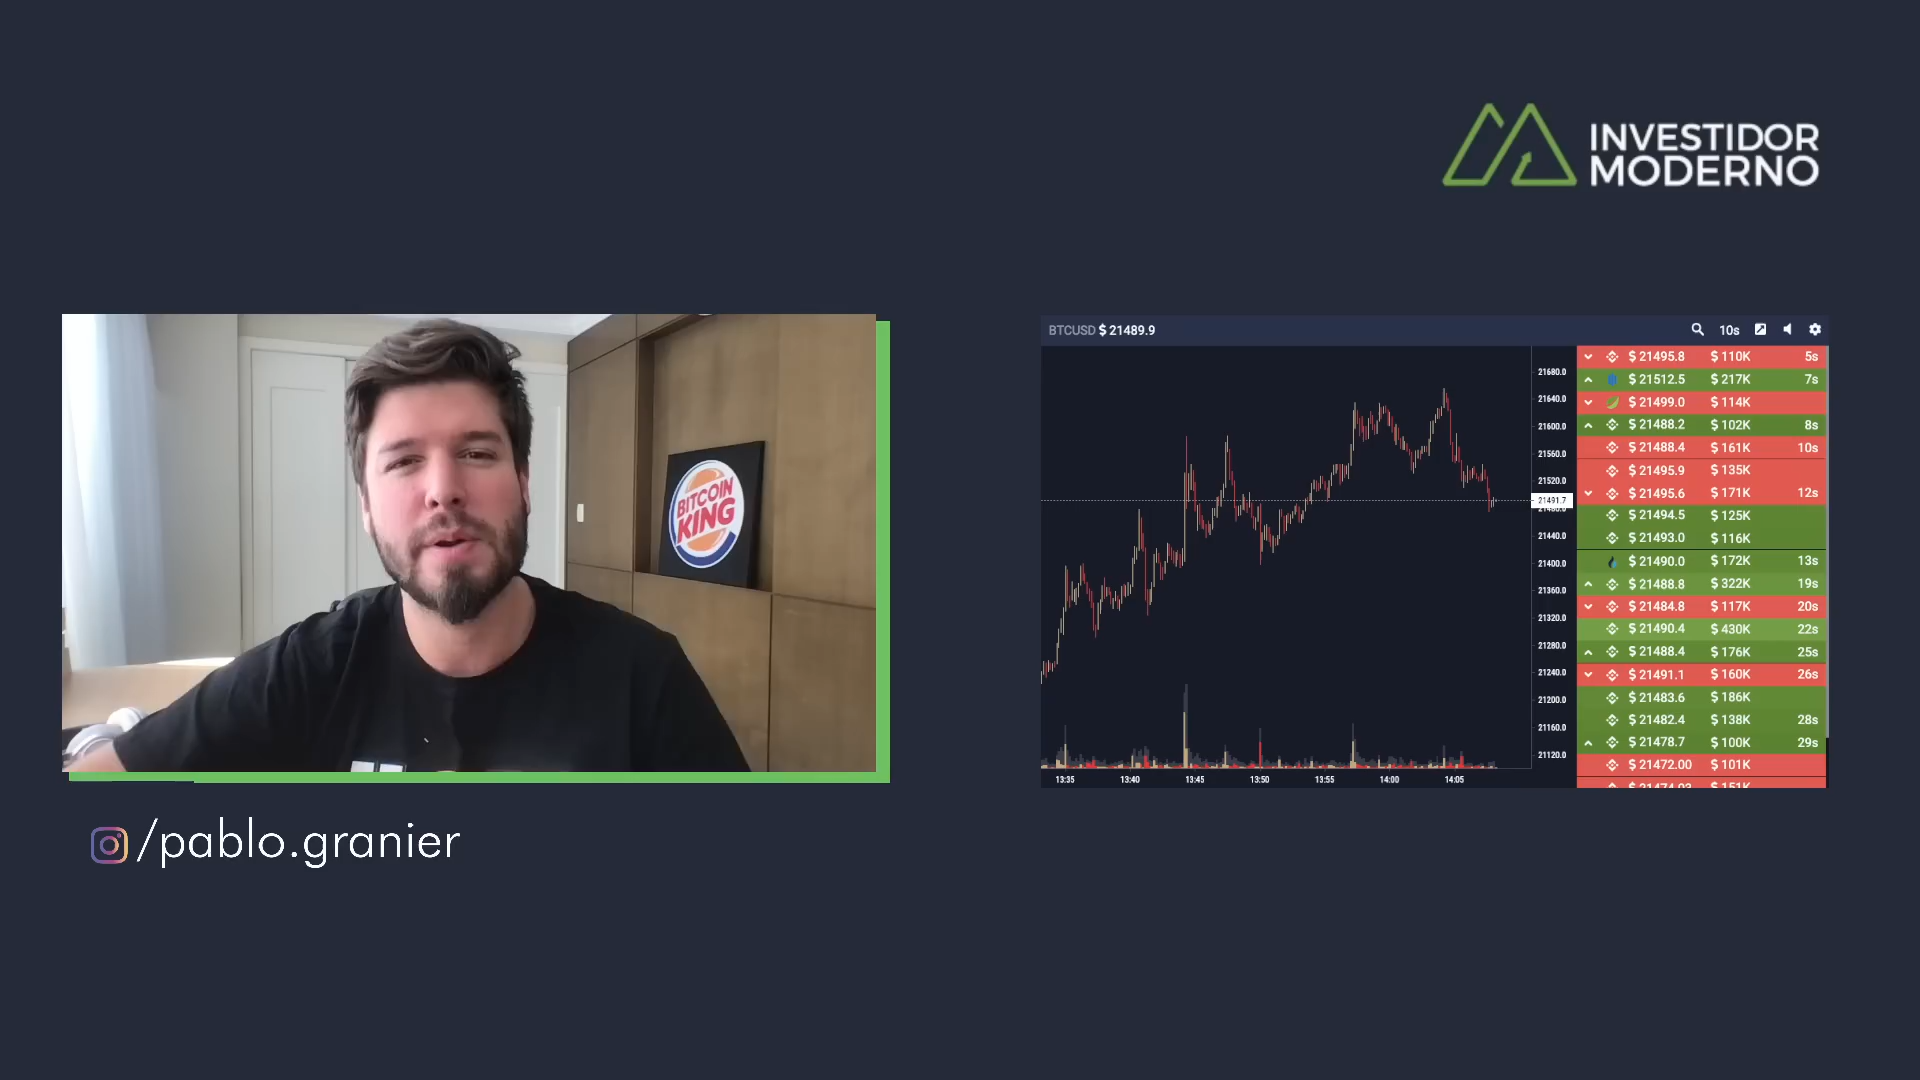 INVESTIDOR
MODERNO
BITCOIN
KING
/pablo.granier
BTCUSD $ 21489.9
10s
21680.0
21640.0
21600.0
21560.0
21520.0
21491.7
21440.0
21400.0
21360.0
21320.0
21280.0
21240.0
21200.0
21160.0
21120.0
13:35 13:40 13:45 13:50 13:55 14:00 14:05
$ 21495.8 $ 110K 5s
$ 21512.5 $ 217K 7s
$ 21499.0 $ 114K
$ 21488.2 $ 102K 8s
$ 21488.4 $ 161K 10s
$ 21495.9 $ 135K
$ 21495.6 $ 171K 12s
$ 21494.5 $ 125K
$ 21493.0 $ 116K
$ 21490.0 $ 172K 13s
$ 21488.8 $ 322K 19s
$ 21484.8 $ 117K 20s
$ 21490.4 $ 430K 22s
$ 21488.4 $ 176K 25s
$ 21491.1 $ 160K 26s
$ 21483.6 $ 186K
$ 21482.4 $ 138K 28s
$ 21478.7 $ 100K 29s
$ 21472.00 $ 101K